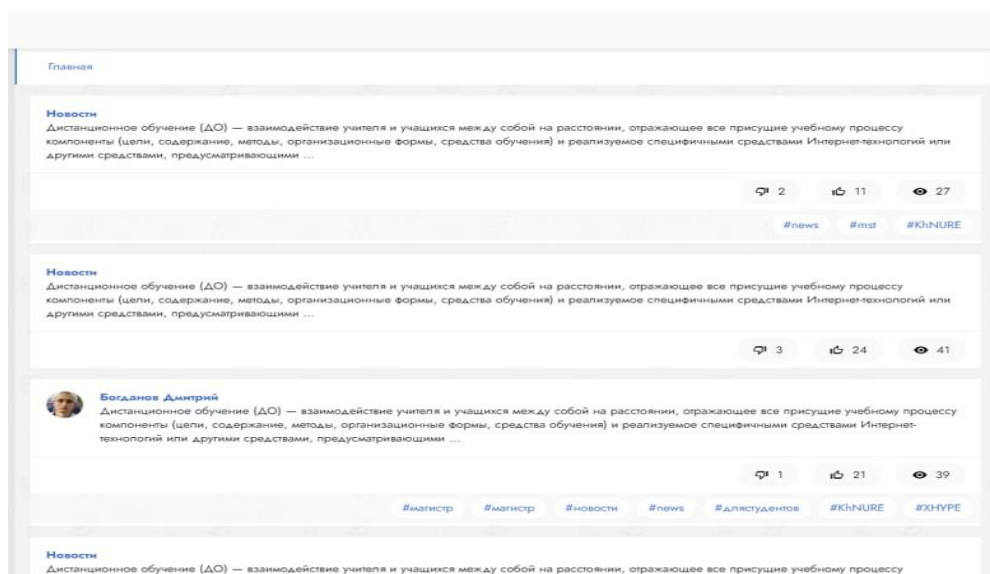 Главная
Новости
Дистанционное обучение (ДО) — взаимодействие учителя и учащихся между собой на расстоянии, отражающее все присущие учебному процессу
компоненты (цели, содержание, методы, организационные формы, средства обучения) и реализуемое специфичными средствами Интернет-технологий или
другими средствами, предусматривающими ...
2 11 27
#news #mst #KhNURE
Новости
Дистанционное обучение (ДО) — взаимодействие учителя и учащихся между собой на расстоянии, отражающее все присущие учебному процессу
компоненты (цели, содержание, методы, организационные формы, средства обучения) и реализуемое специфичными средствами Интернет-технологий или
другими средствами, предусматривающими ...
3 24 41
Богданов Дмитрий
Дистанционное обучение (ДО) — взаимодействие учителя и учащихся между собой на расстоянии, отражающее все присущие учебному процессу
компоненты (цели, содержание, методы, организационные формы, средства обучения) и реализуемое специфичными средствами Интернет-
технологий или другими средствами, предусматривающими ...
1 21 39
#магистр #магистр #новости #news #длястудентов #KhNURE #ХНУРЕ
Новости
Дистанционное обучение (ДО) — взаимодействие учителя и учащихся между собой на расстоянии, отражающее все присущие учебному процессу